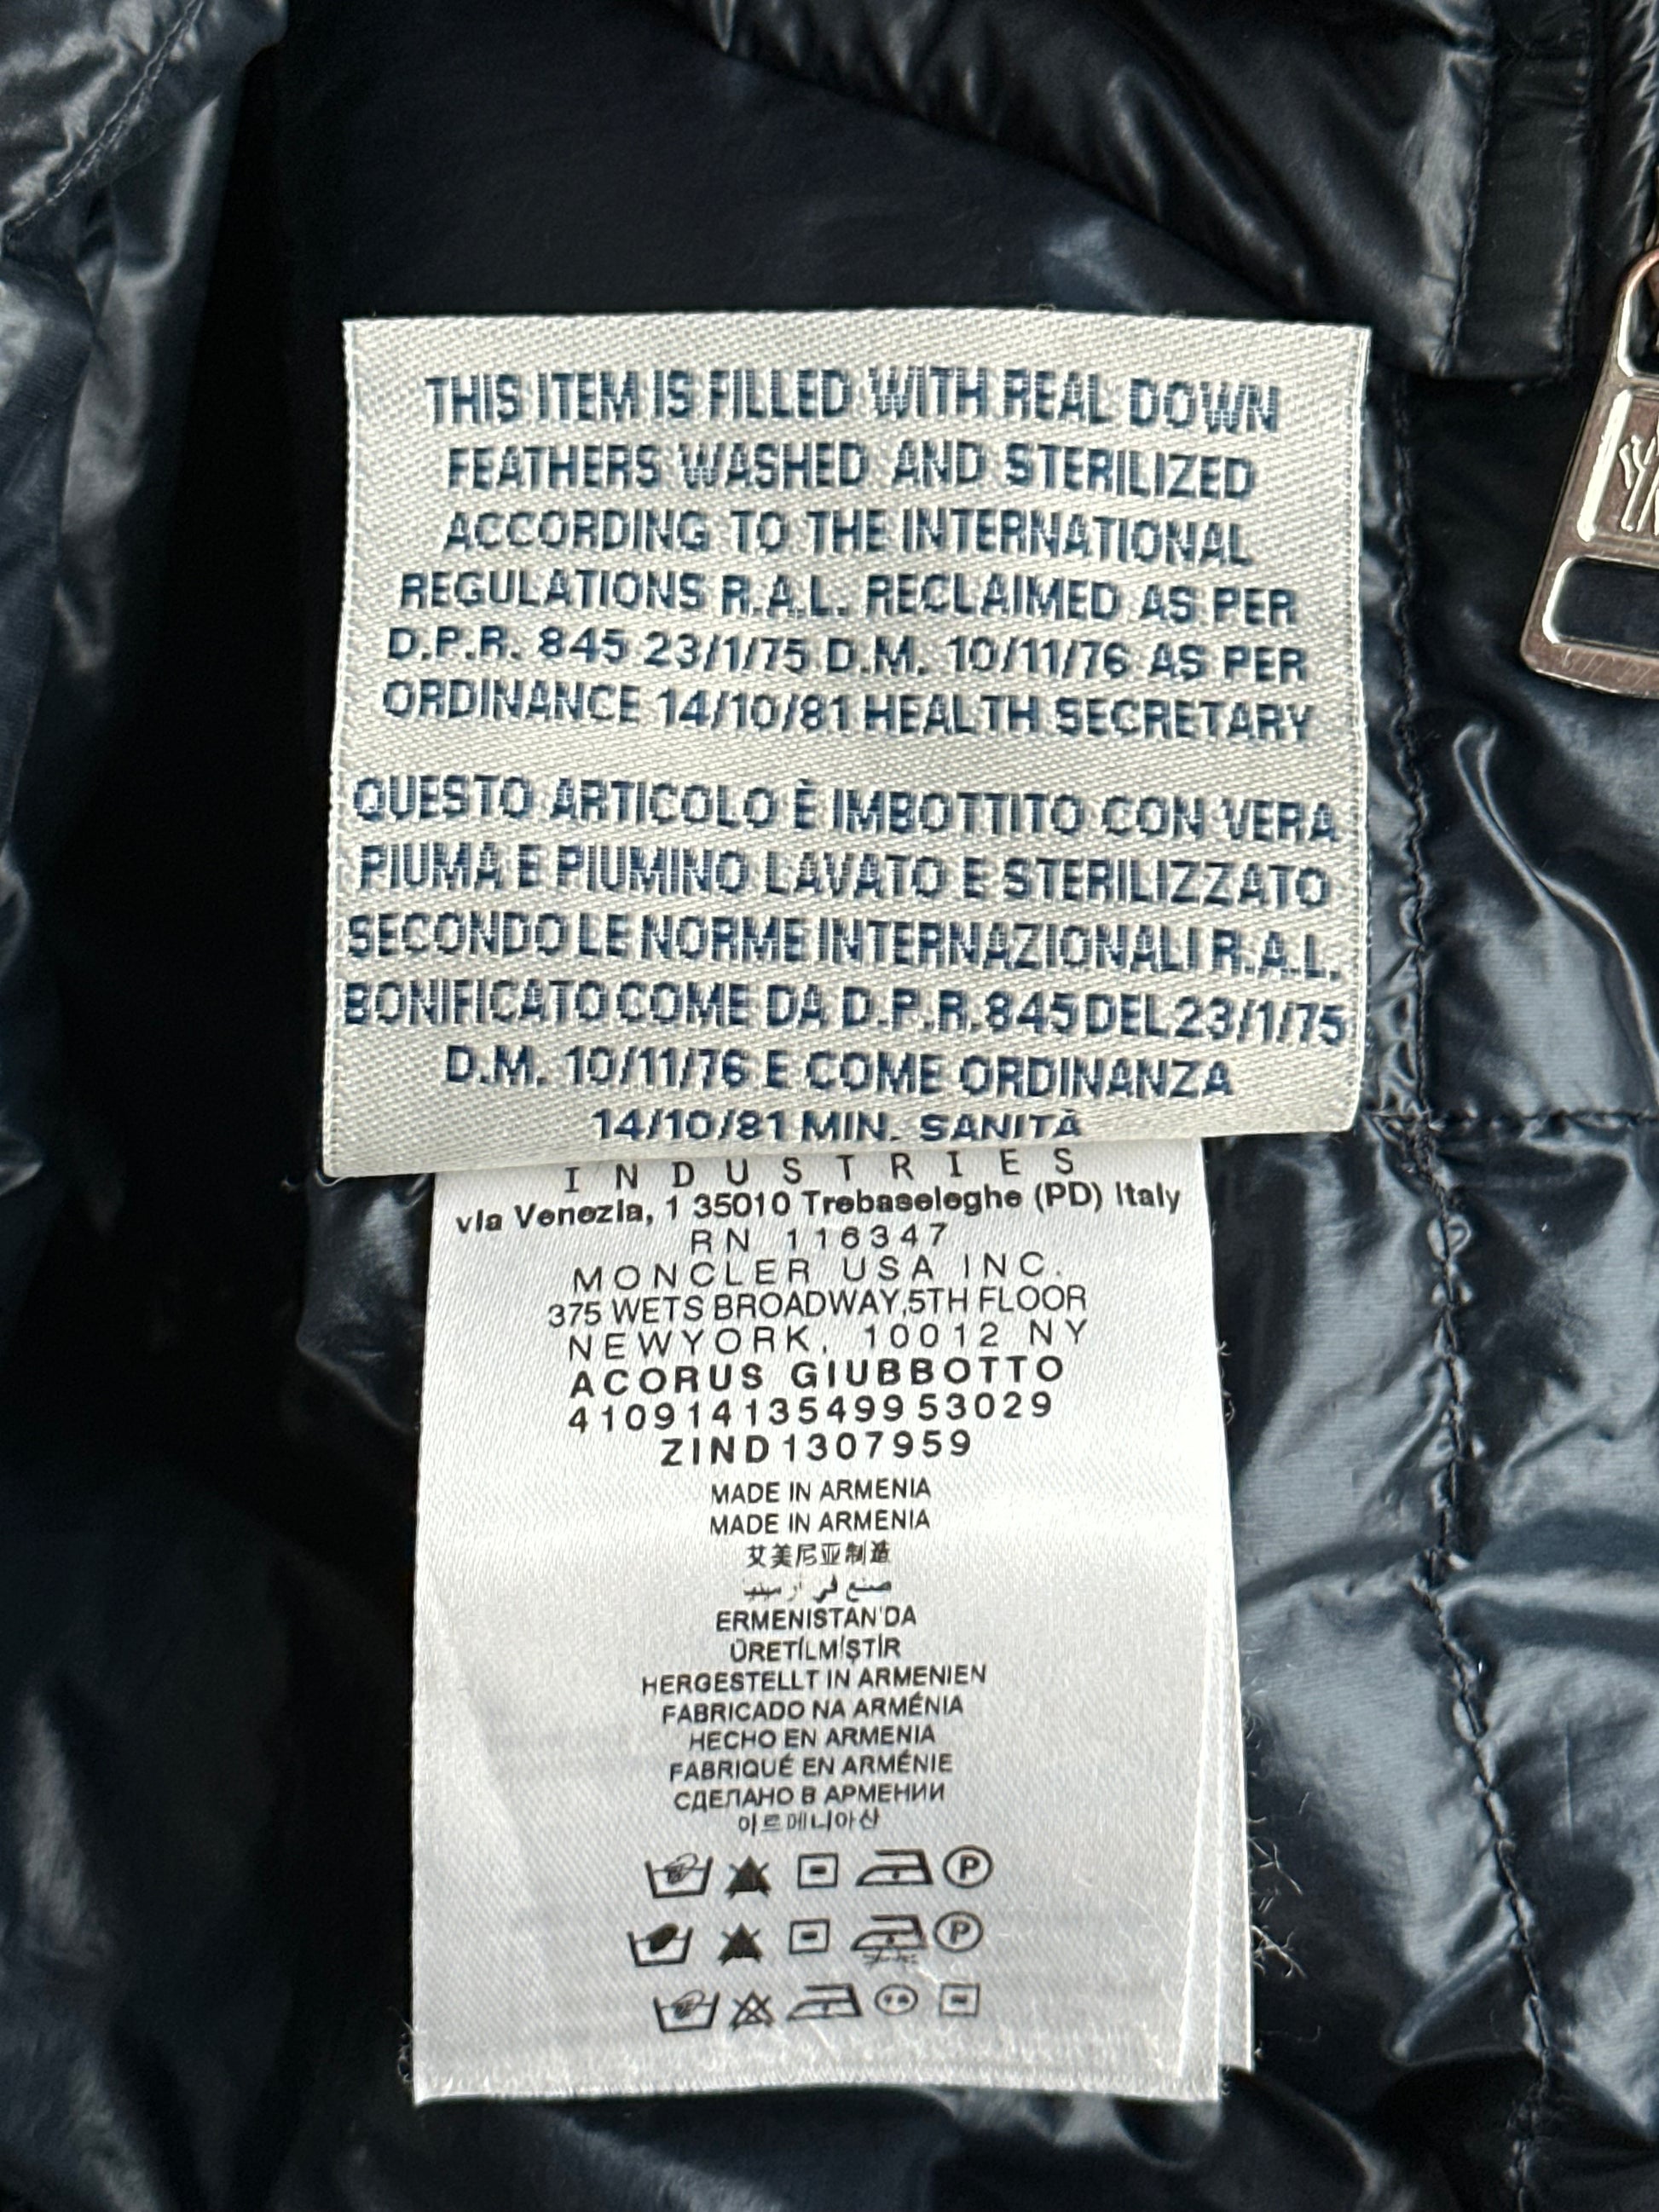 THIS ITEM IS FILLED WITH REAL DOWN
FEATHERS WASHED AND STERILIZED
ACCORDING TO THE INTERNATIONAL
REGULATIONS R.A.L. RECLAIMED AS PER
D.P.R. 845 23/1/75 D.M. 10/11/76 AS PER
ORDINANCE 14/10/81 HEALTH SECRETARY
QUESTO ARTICOLO È IMBOTTITO CON VERA
PIUMA E PIUMINO LAVATO E STERILIZZATO
SECONDO LE NORME INTERNAZIONALI R.A.L.
BONIFICATO COME DA D.P.R. 845 DEL 23/1/75
D.M. 10/11/76 E COME ORDINANZA
14/10/81 MIN. SANITÀ
INDUSTRIES
via Venezia, 1 35010 Trebaseleghe (PD) Italy
RN 116347
MONCLER USA INC.
375 WETS BROADWAY,5TH FLOOR
NEWYORK, 10012 NY
ACORUS GIUBBOTTO
410914135499 53029
ZIND1307959
MADE IN ARMENIA
MADE IN ARMENIA
艾美尼亚制造
صنع في
ERMENISTAN'DA
ÜRETİLMİŞTİR
HERGESTELLT IN ARMENIEN
FABRICADO NA ARMÉNIA
HECHO EN ARMENIA
FABRIQUÉ EN ARMÉNIE
СДЕЛАНО В АРМЕНИИ
아르메니아산
P
P